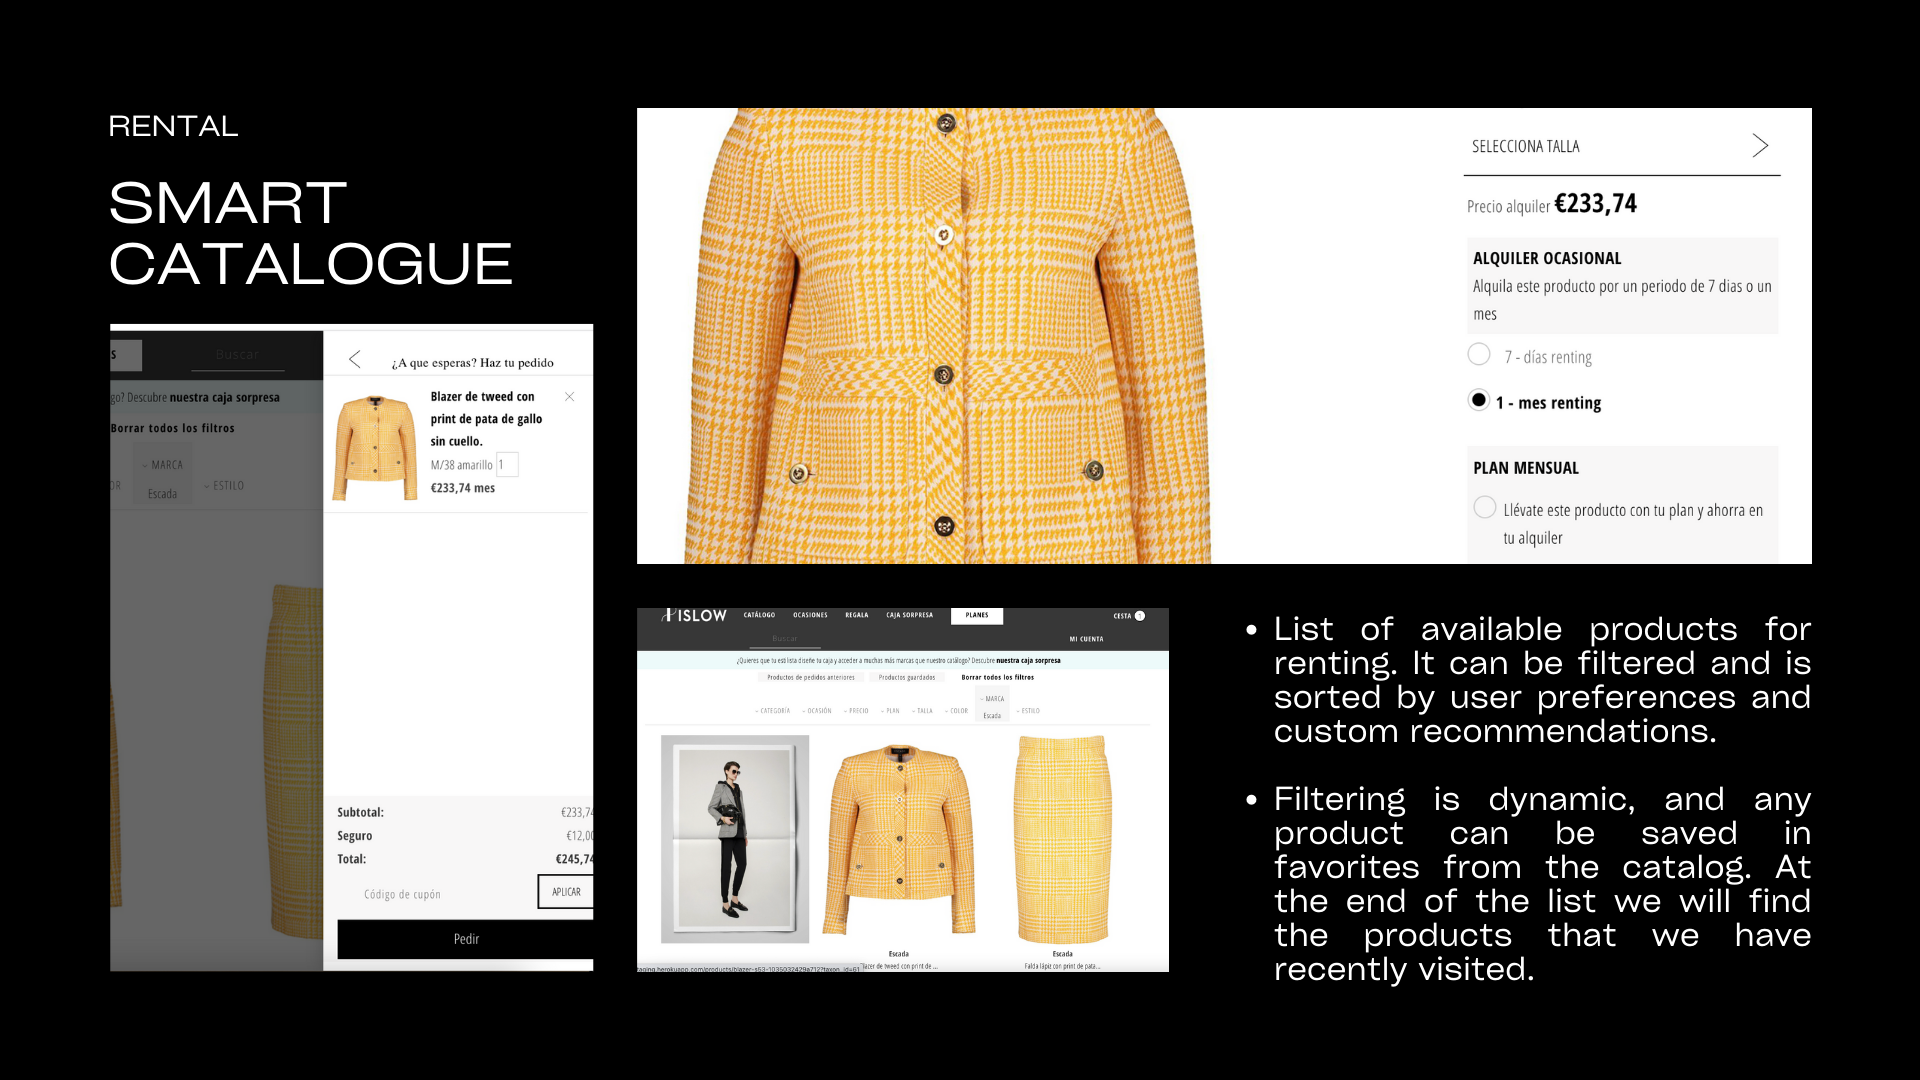 RENTAL
SMART
CATALOGUE
S
Buscar
go? Descubre nuestra caja sorpresa
Borrar todos los filtros
– MARCA
OR
Escada
– ESTILO
¿A que esperas? Haz tu pedido
Blazer de tweed con
print de pata de gallo
sin cuello.
M/38 amarillo 1
€233,74 mes
Subtotal: €233,74
Seguro €12,00
Total: €245,74
Código de cupón
APLICAR
Pedir
SELECCIONA TALLA
Precio alquiler €233,74
ALQUILER OCASIONAL
Alquila este producto por un periodo de 7 dias o un
mes
7 - días renting
1 - mes renting
PLAN MENSUAL
Llévate este producto con tu plan y ahorra en
tu alquiler
PISLOW CATÁLOGO OCASIONES REGALA CAJA SORPRESA PLANES CESTA 1
Buscar MI CUENTA
¿Quieres que tu estilista diseñe tu caja y acceder a muchas más marcas que nuestro catálogo? Descubre nuestra caja sorpresa
Productos de pedidos anteriores Productos guardados Borrar todos los filtros
– CATEGORÍA – OCASIÓN – PRECIO – PLAN – TALLA – COLOR – MARCA – ESTILO
Escada
Escada
Blazer de tweed con print de ...
Escada
Falda lápiz con print de pata...
• List of available products for
renting. It can be filtered and is
sorted by user preferences and
custom recommendations.
• Filtering is dynamic, and any
product can be saved in
favorites from the catalog. At
the end of the list we will find
the products that we have
recently visited.